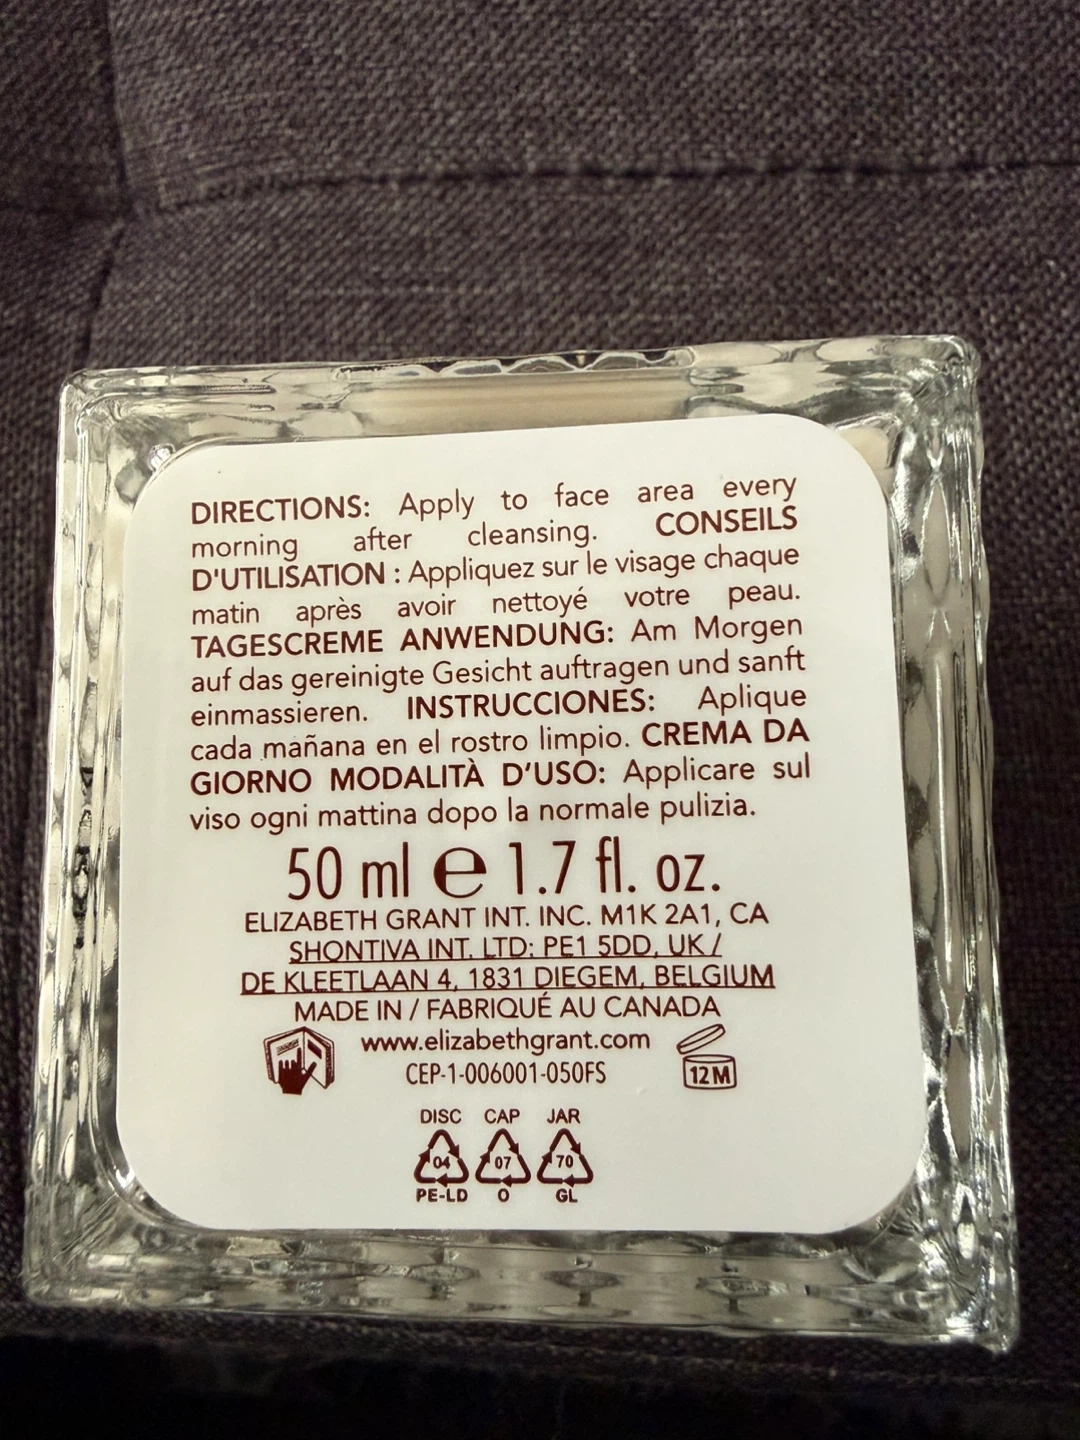 DIRECTIONS: Apply to face area every
morning after cleansing. CONSEILS
D'UTILISATION : Appliquez sur le visage chaque
matin après avoir nettoyé votre peau.
TAGESCREME ANWENDUNG: Am Morgen
auf das gereinigte Gesicht auftragen und sanft
einmassieren. INSTRUCCIONES: Aplique
cada mañana en el rostro limpio. CREMA DA
GIORNO MODALITÀ D'USO: Applicare sul
viso ogni mattina dopo la normale pulizia.
50 ml e 1.7 fl. oz.
ELIZABETH GRANT INT. INC. M1K 2A1, CA
SHONTIVA INT. LTD: PE1 5DD, UK /
DE KLEETLAAN 4, 1831 DIEGEM, BELGIUM
MADE IN / FABRIQUÉ AU CANADA
www.elizabethgrant.com
CEP-1-006001-050FS
12M
DISC CAP JAR
04 07 70
PE-LD O GL